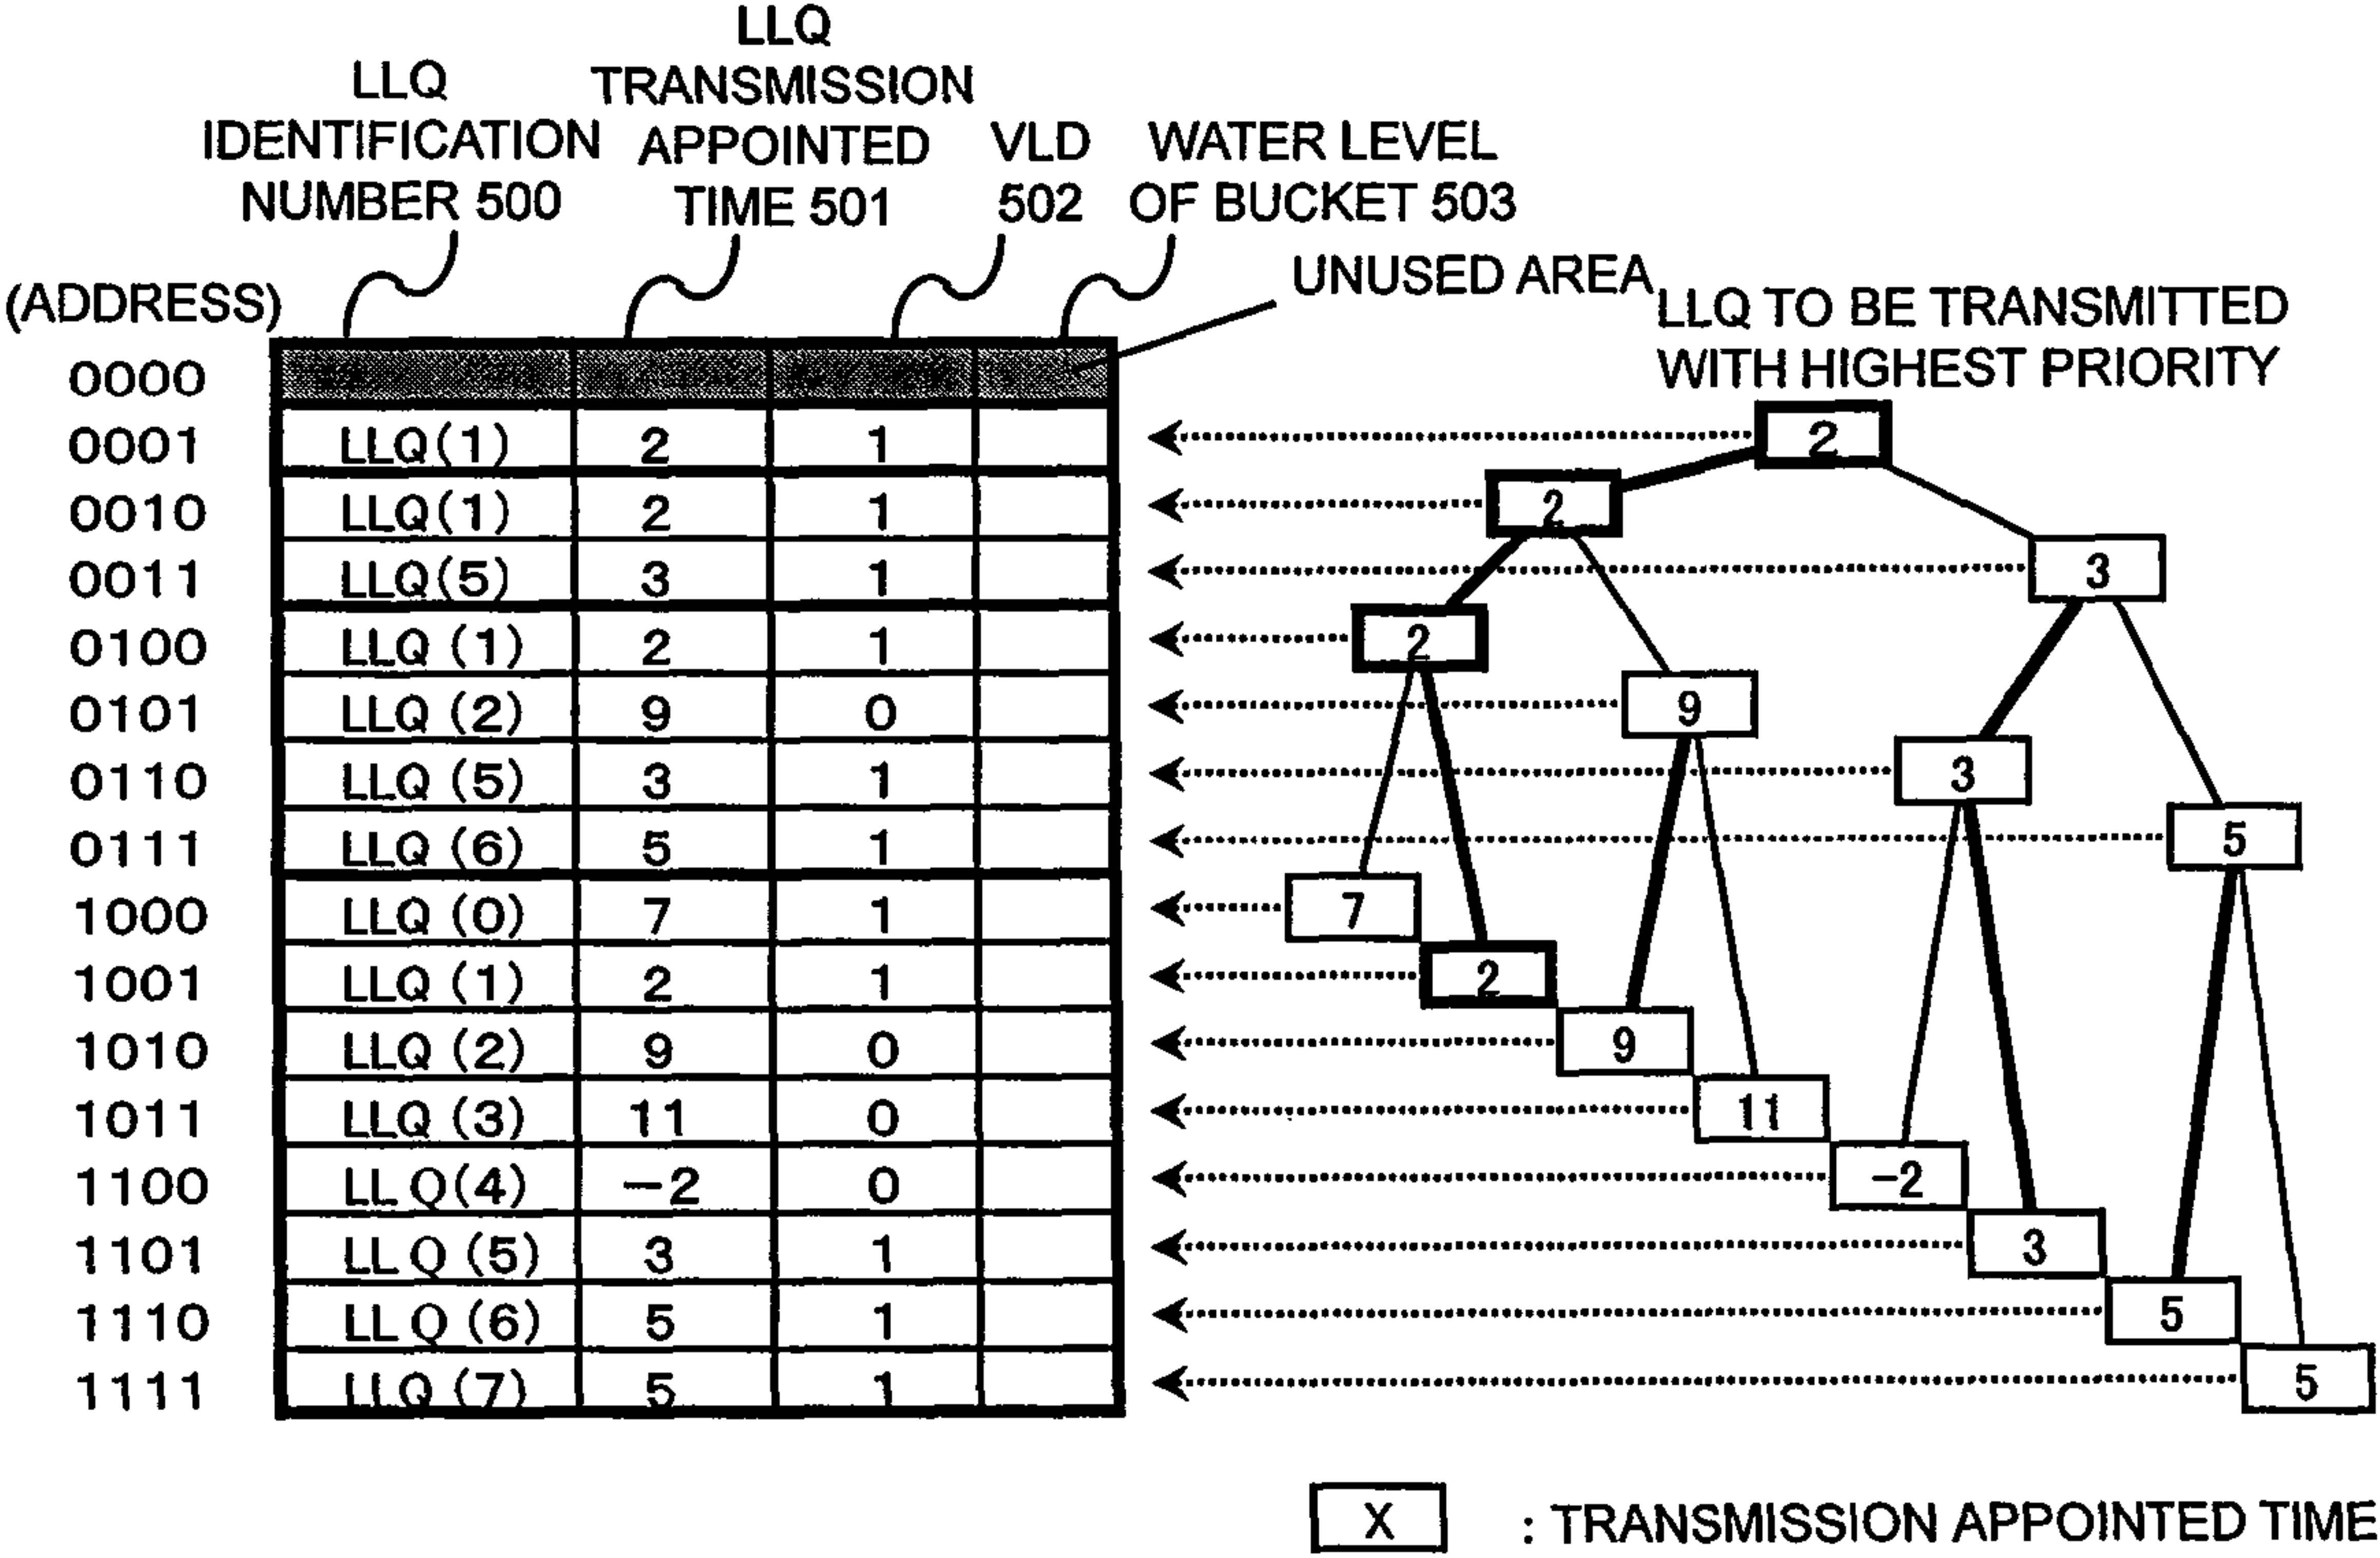 LLQ
IDENTIFICATION
NUMBER 500
LLQ
TRANSMISSION
APPOINTED
TIME 501
VLD
502
WATER LEVEL
OF BUCKET 503
UNUSED AREA
LLQ TO BE TRANSMITTED
WITH HIGHEST PRIORITY
(ADDRESS)
0000
0001 LLQ(1) 2 1 2
0010 LLQ(1) 2 1 2
0011 LLQ(5) 3 1 3
0100 LLQ (1) 2 1 2
0101 LLQ (2) 9 0 9
0110 LLQ (5) 3 1 3
0111 LLQ (6) 5 1 5
1000 LLQ (0) 7 1 7
1001 LLQ (1) 2 1 2
1010 LLQ (2) 9 0 9
1011 LLQ (3) 11 0 11
1100 LLQ(4) −2 0 −2
1101 LLQ (5) 3 1 3
1110 LLQ (6) 5 1 5
1111 LLQ (7) 5 1 5
X : TRANSMISSION APPOINTED TIME